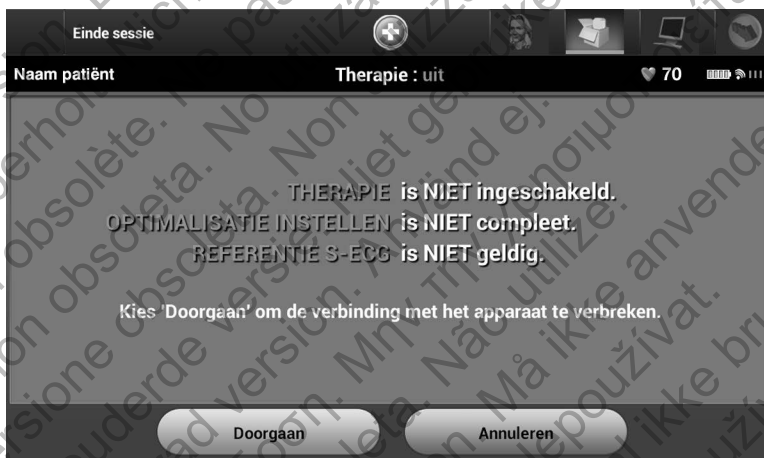 Einde sessie
Naam patiënt Therapie : uit 70
THERAPIE is NIET ingeschakeld.
OPTIMALISATIE INSTELLEN is NIET compleet.
REFERENTIE S-ECG is NIET geldig.
Kies 'Doorgaan' om de verbinding met het apparaat te verbreken.
Doorgaan Annuleren